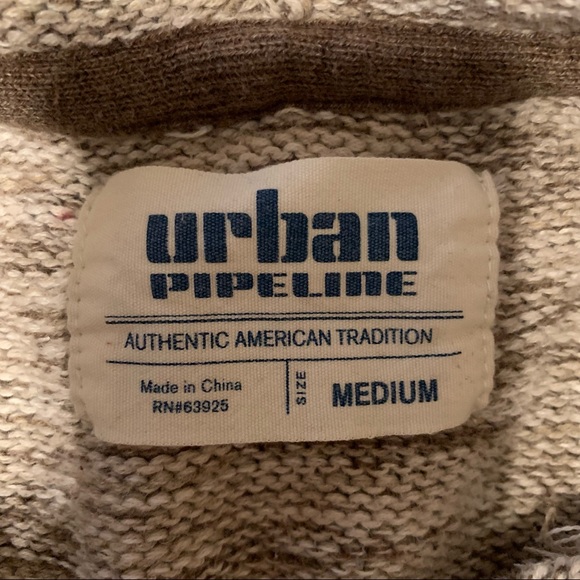 urban
PIPELINE
AUTHENTIC AMERICAN TRADITION
Made in China
RN#63925
SIZE
MEDIUM